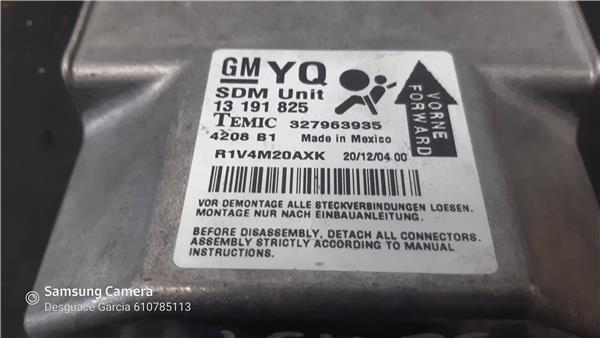 GM YQ
SDM Unit
13 191 825
TEMIC 327963935
4208 B1 Made in Mexico
R1V4M20AXK 20/12/04 00
VORNE
FORWARD
VOR DEMONTAGE ALLE STECKVERBINDUNGEN LOESEN.
MONTAGE NUR NACH EINBAUANLEITUNG.
BEFORE DISASSEMBLY, DETACH ALL CONNECTORS.
ASSEMBLY STRICTLY ACCORDING TO MANUAL
INSTRUCTIONS.
Samsung Camera
Desguace Garcia 610785113